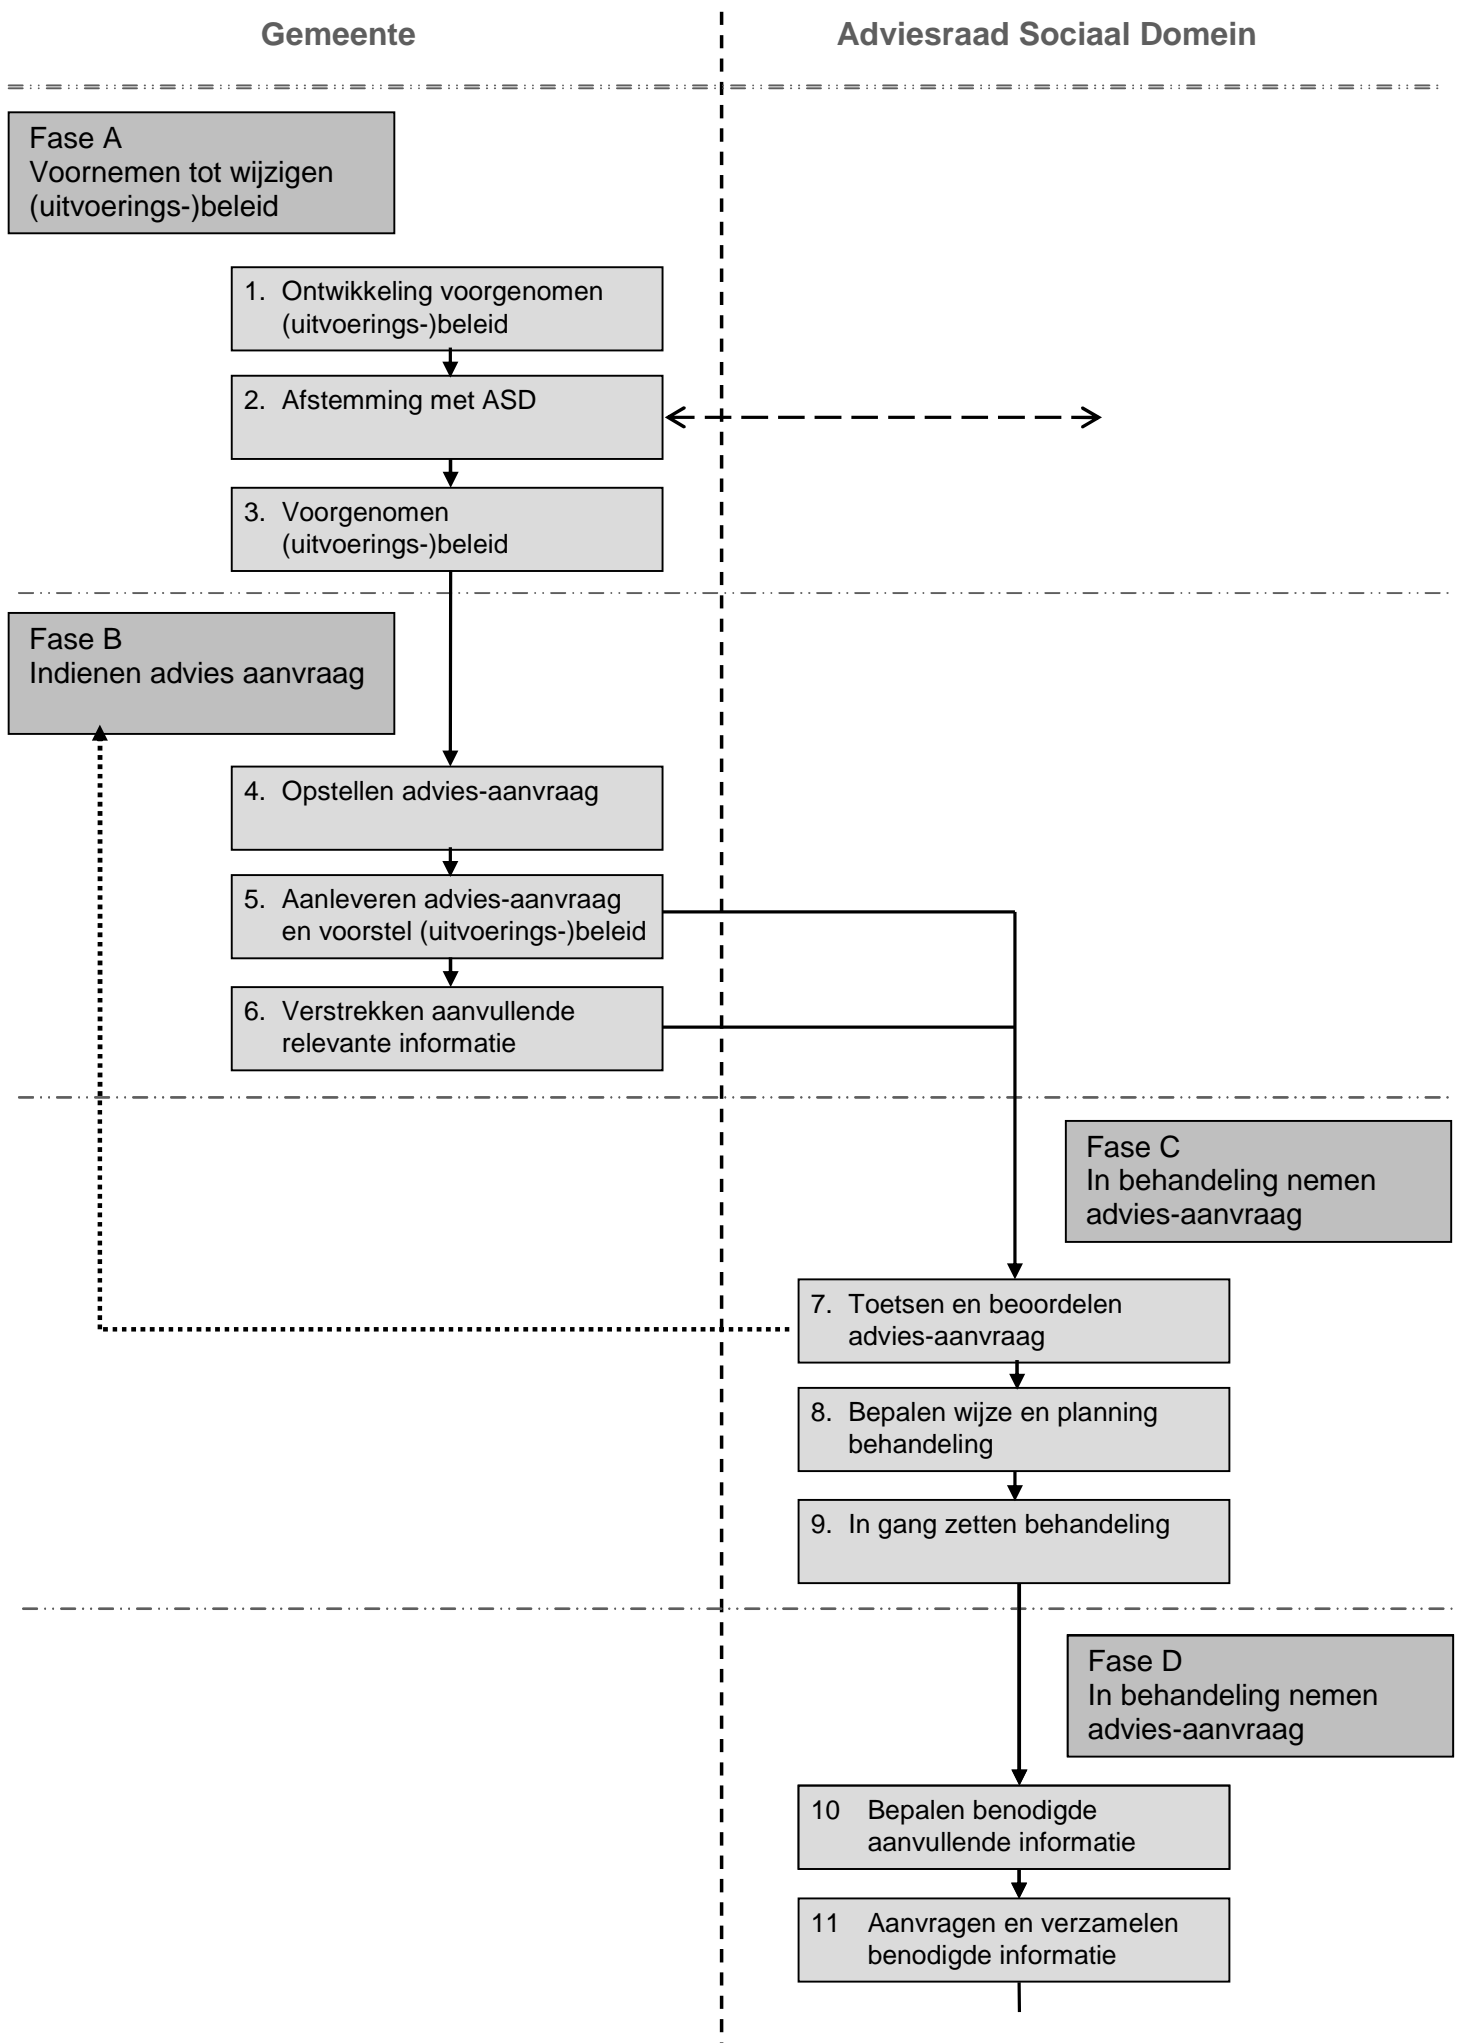 Gemeente
Adviesraad Sociaal Domein
Fase A
Voornemen tot wijzigen
(uitvoerings-)beleid
1. Ontwikkeling voorgenomen
(uitvoerings-)beleid
2. Afstemming met ASD
3. Voorgenomen
(uitvoerings-)beleid
Fase B
Indienen advies aanvraag
4. Opstellen advies-aanvraag
5. Aanleveren advies-aanvraag
en voorstel (uitvoerings-)beleid
6. Verstrekken aanvullende
relevante informatie
Fase C
In behandeling nemen
advies-aanvraag
7. Toetsen en beoordelen
advies-aanvraag
8. Bepalen wijze en planning
behandeling
9. In gang zetten behandeling
Fase D
In behandeling nemen
advies-aanvraag
10 Bepalen benodigde
aanvullende informatie
11 Aanvragen en verzamelen
benodigde informatie